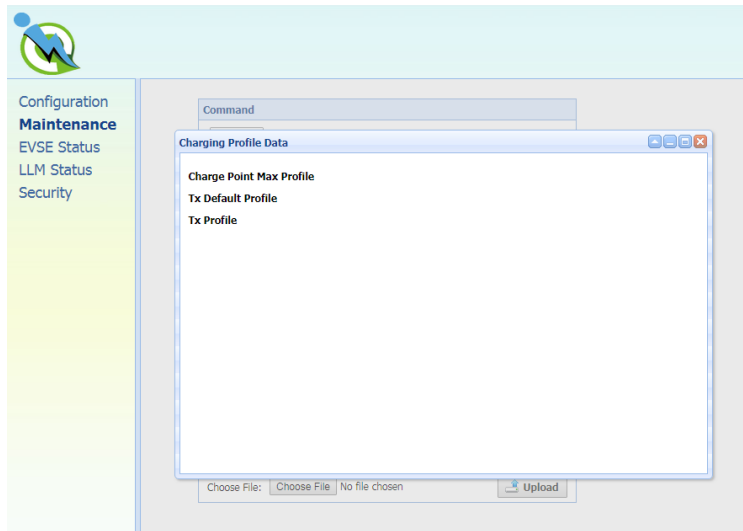 Configuration
Maintenance
EVSE Status
LLM Status
Security
Command
Charging Profile Data
Charge Point Max Profile
Tx Default Profile
Tx Profile
Choose File: Choose File No file chosen Upload